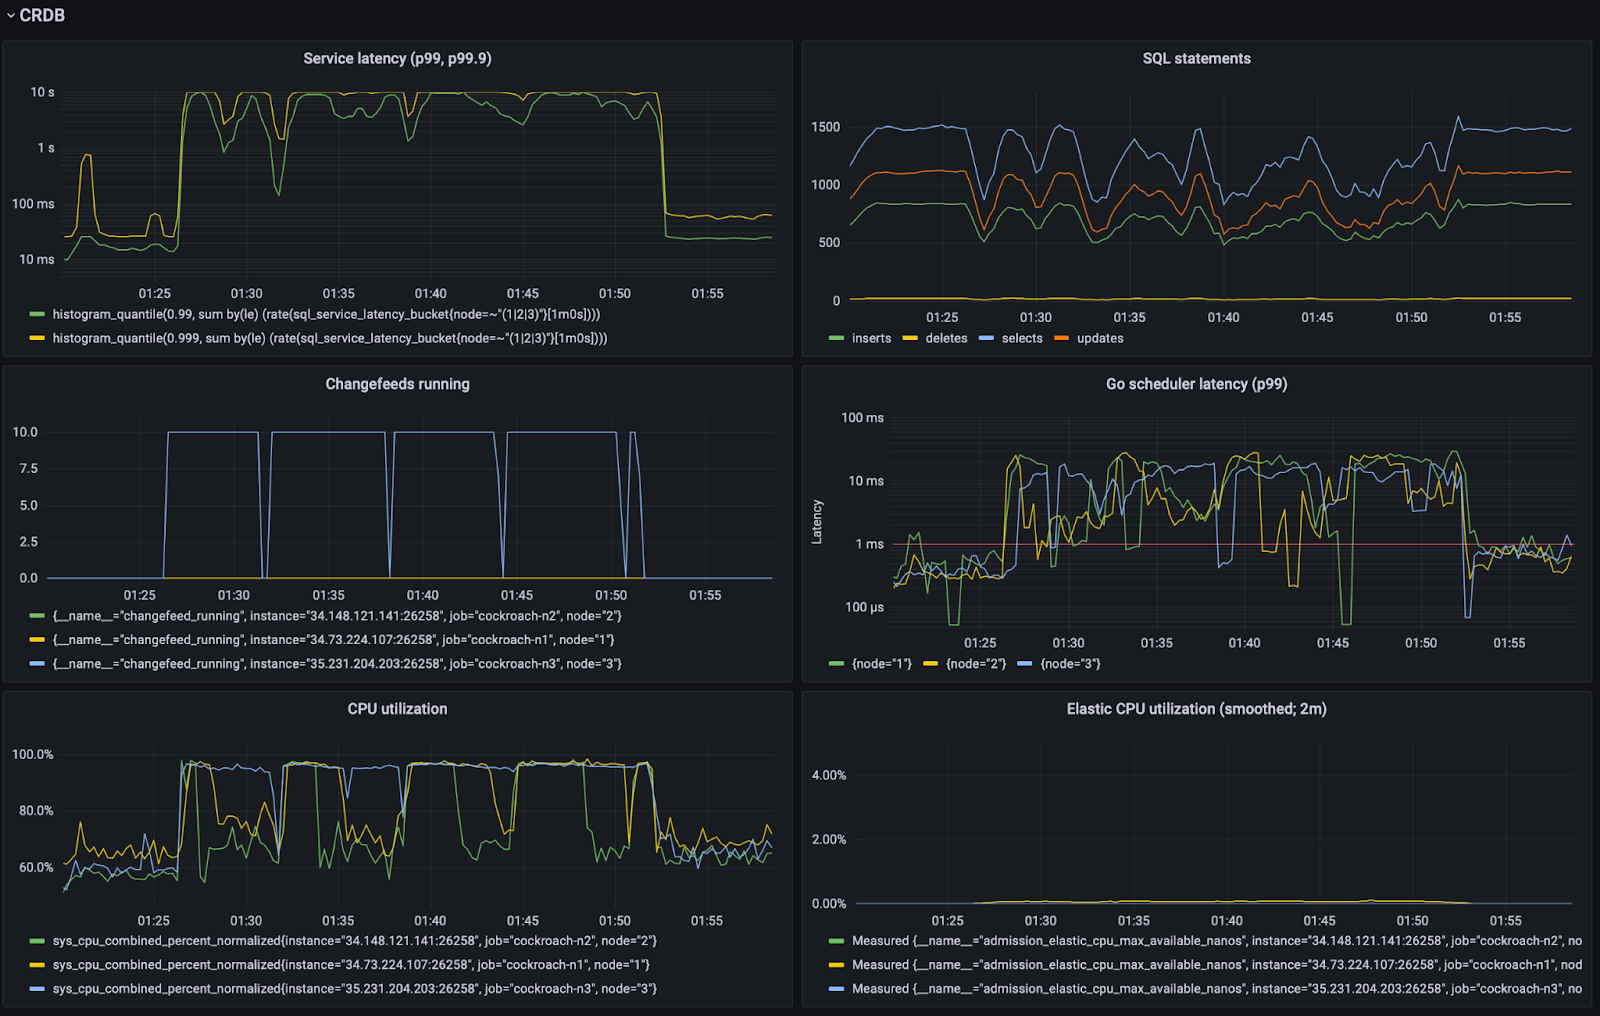 CRDB
Service latency (p99, p99.9)
10 s
1 s
100 ms
10 ms
01:25 01:30 01:35 01:40 01:45 01:50 01:55
histogram_quantile(0.99, sum by(le) (rate(sql_service_latency_bucket{node=~"(1|2|3)"}[1m0s])))
histogram_quantile(0.999, sum by(le) (rate(sql_service_latency_bucket{node=~"(1|2|3)"}[1m0s])))
SQL statements
1500
1000
500
0
01:25 01:30 01:35 01:40 01:45 01:50 01:55
inserts deletes selects updates
Changefeeds running
10.0
7.5
5.0
2.5
0.0
01:25 01:30 01:35 01:40 01:45 01:50 01:55
{__name__="changefeed_running", instance="34.148.121.141:26258", job="cockroach-n2", node="2"}
{__name__="changefeed_running", instance="34.73.224.107:26258", job="cockroach-n1", node="1"}
{__name__="changefeed_running", instance="35.231.204.203:26258", job="cockroach-n3", node="3"}
Go scheduler latency (p99)
Latency
100 ms
10 ms
1 ms
100 µs
01:25 01:30 01:35 01:40 01:45 01:50 01:55
{node="1"} {node="2"} {node="3"}
CPU utilization
100.0%
80.0%
60.0%
01:25 01:30 01:35 01:40 01:45 01:50 01:55
sys_cpu_combined_percent_normalized{instance="34.148.121.141:26258", job="cockroach-n2", node="2"}
sys_cpu_combined_percent_normalized{instance="34.73.224.107:26258", job="cockroach-n1", node="1"}
sys_cpu_combined_percent_normalized{instance="35.231.204.203:26258", job="cockroach-n3", node="3"}
Elastic CPU utilization (smoothed; 2m)
4.00%
2.00%
0.00%
01:25 01:30 01:35 01:40 01:45 01:50 01:55
Measured {__name__="admission_elastic_cpu_max_available_nanos", instance="34.148.121.141:26258", job="cockroach-n2", no
Measured {__name__="admission_elastic_cpu_max_available_nanos", instance="34.73.224.107:26258", job="cockroach-n1", nod
Measured {__name__="admission_elastic_cpu_max_available_nanos", instance="35.231.204.203:26258", job="cockroach-n3", no